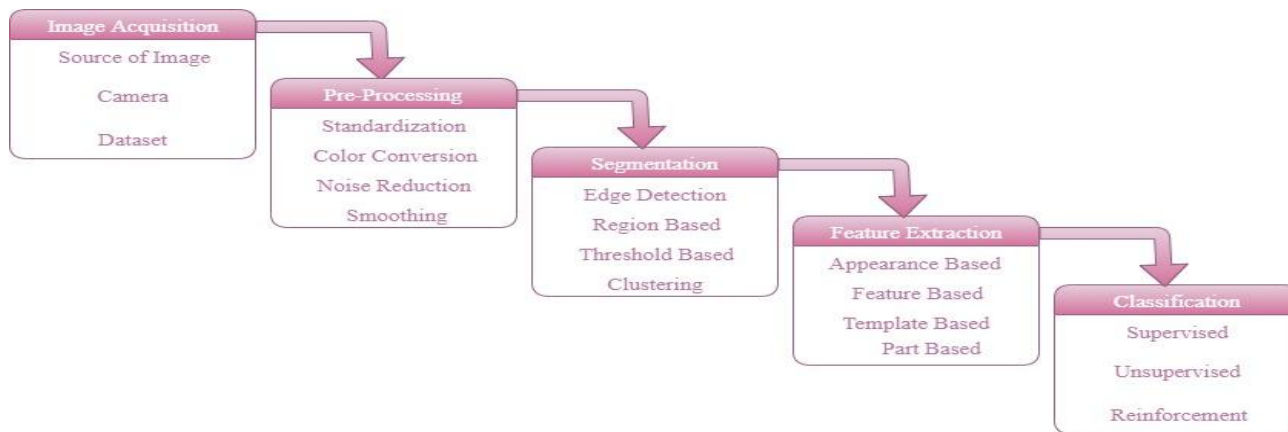 Image Acquisition
Source of Image
Camera
Dataset
Pre-Processing
Standardization
Color Conversion
Noise Reduction
Smoothing
Segmentation
Edge Detection
Region Based
Threshold Based
Clustering
Feature Extraction
Appearance Based
Feature Based
Template Based
Part Based
Classification
Supervised
Unsupervised
Reinforcement